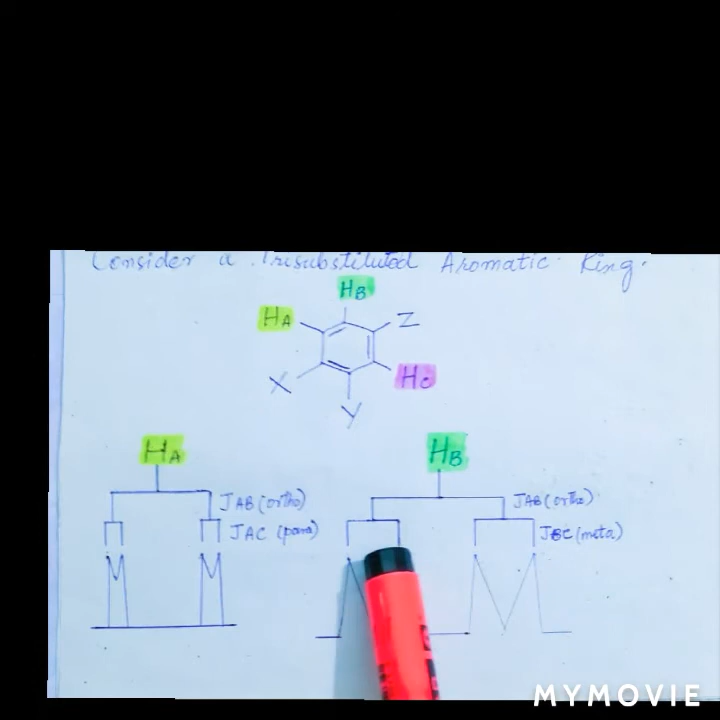 Consider a Trisubstituted Aromatic Ring.
HB
HA
Z
X
HC
Y
HA
HB
JAB (ortho)
JAC (para)
JAB (ortho)
JBC (meta)
MYMOVIE